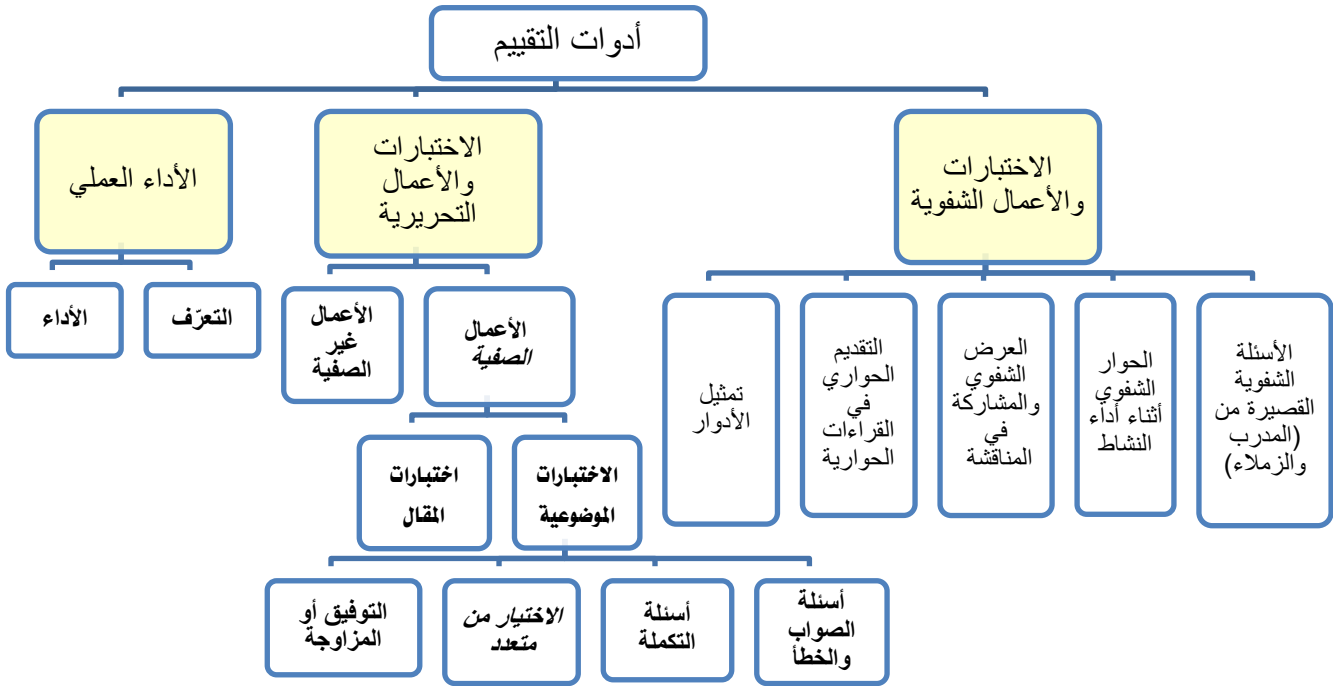 أدوات التقييم
الاختبارات
والأعمال الشفوية
الاختبارات
والأعمال
التحريرية
الأداء العملي
الأسئلة
الشفوية
القصيرة من
(المدرب
والزملاء)
الحوار
الشفوي
أثناء أداء
النشاط
العرض
الشفوي
والمشاركة
في
المناقشة
التقديم
الحواري
في
القراءات
الحوارية
تمثيل
الأدوار
الأعمال
الصفية
الأعمال
غير
الصفية
التعرّف
الأداء
الاختبارات
الموضوعية
اختبارات
المقال
أسئلة
الصواب
والخطأ
أسئلة
التكملة
الاختيار من
متعدد
التوفيق أو
المزاوجة